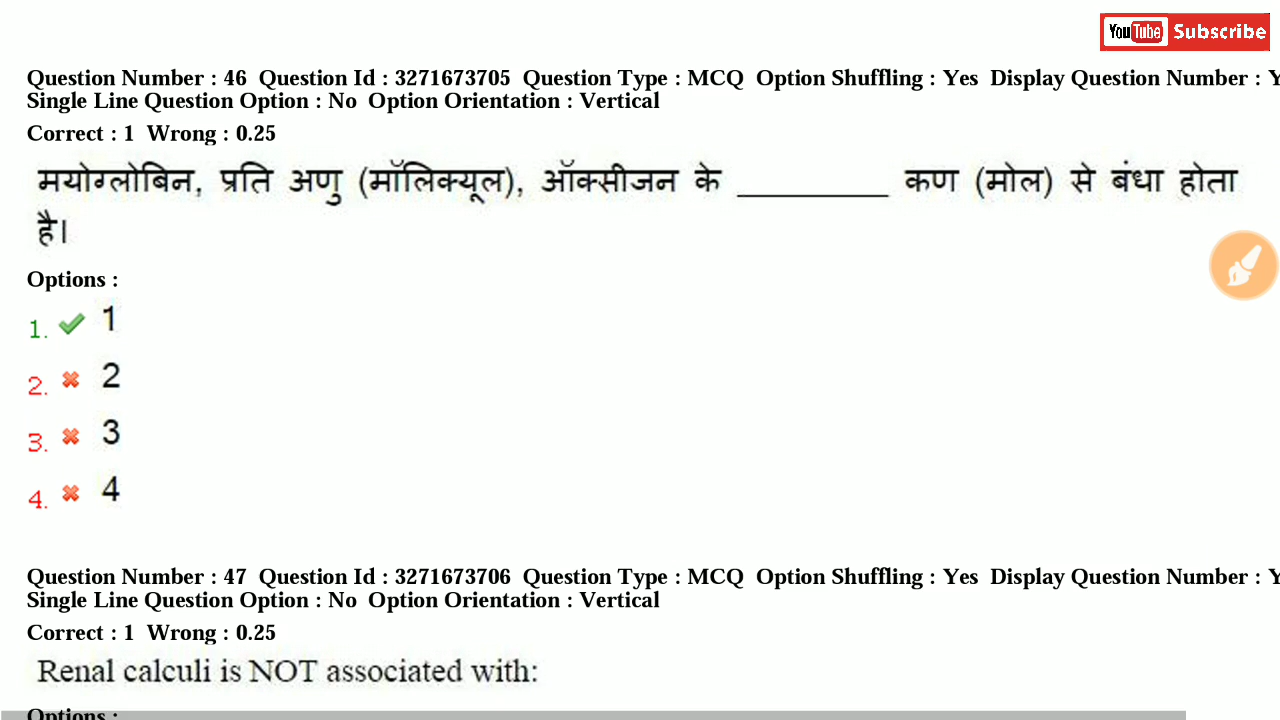 YouTube Subscribe
Question Number : 46 Question Id : 3271673705 Question Type : MCQ Option Shuffling : Yes Display Question Number : Y
Single Line Question Option : No Option Orientation : Vertical
Correct : 1 Wrong : 0.25
मयोग्लोबिन, प्रति अणु (मॉलिक्यूल), ऑक्सीजन के _________ कण (मोल) से बंधा होता
है।
Options :
1. 1
2. 2
3. 3
4. 4
Question Number : 47 Question Id : 3271673706 Question Type : MCQ Option Shuffling : Yes Display Question Number : Y
Single Line Question Option : No Option Orientation : Vertical
Correct : 1 Wrong : 0.25
Renal calculi is NOT associated with:
Options :